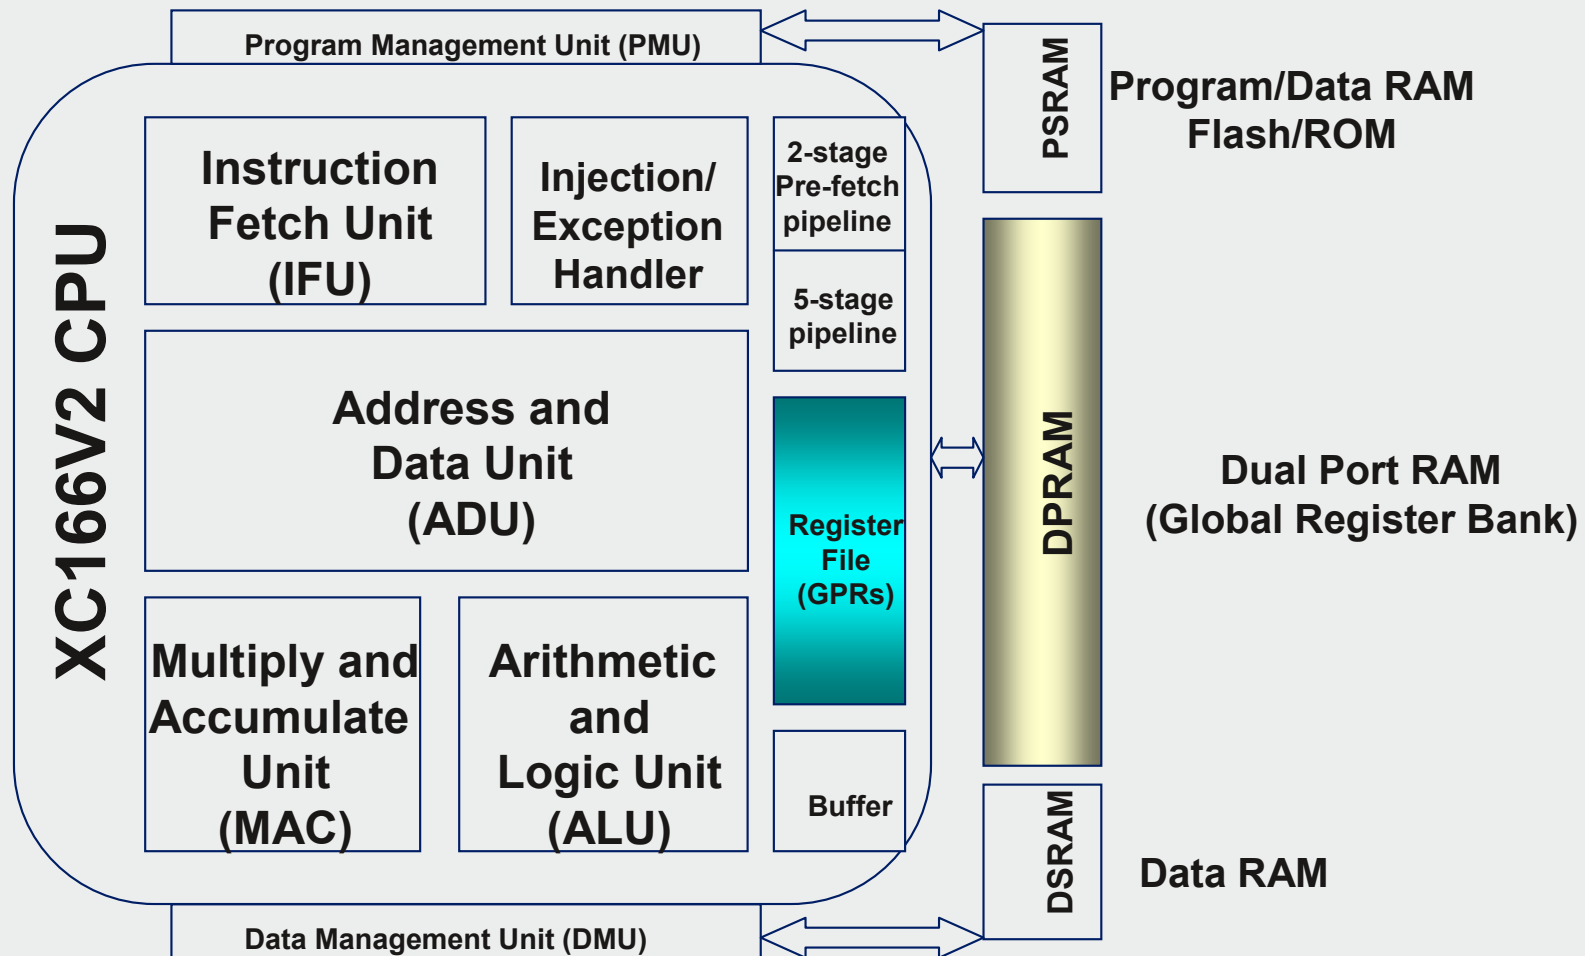 Program Management Unit (PMU)
PSRAM
Program/Data RAM
Flash/ROM
XC166V2 CPU
Instruction
Fetch Unit
(IFU)
Injection/
Exception
Handler
2-stage
Pre-fetch
pipeline
5-stage
pipeline
Address and
Data Unit
(ADU)
Register
File
(GPRs)
DPRAM
Dual Port RAM
(Global Register Bank)
Multiply and
Accumulate
Unit
(MAC)
Arithmetic
and
Logic Unit
(ALU)
Buffer
DSRAM
Data RAM
Data Management Unit (DMU)